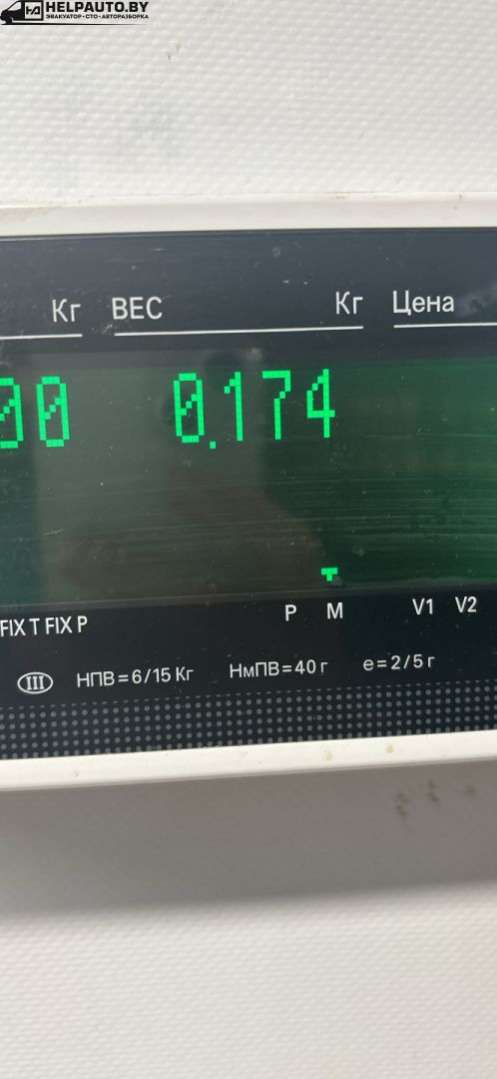 HELPAUTO.BY
ЭВАКУАТОР·СТО·АВТОРАЗБОРКА
Кг ВЕС Кг Цена
00 0.174
FIX T FIX P P M V1 V2
III НПВ=6/15 Кг НмПВ=40 г e=2/5 г